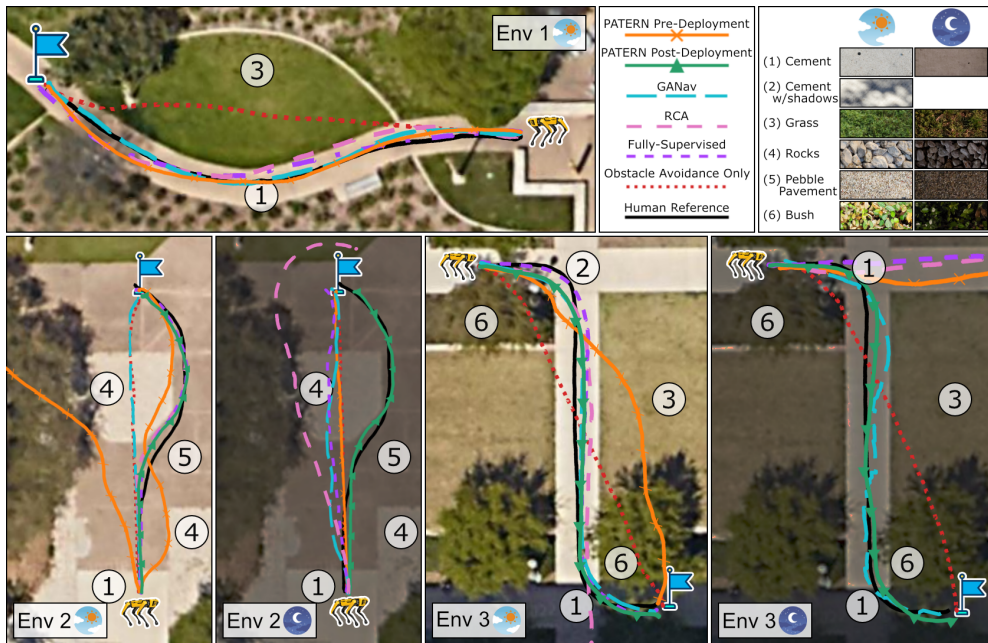 Env 1
3
1
PATERN Pre-Deployment
PATERN Post-Deployment
GANav
RCA
Fully-Supervised
Obstacle Avoidance Only
Human Reference
(1) Cement
(2) Cement
w/shadows
(3) Grass
(4) Rocks
(5) Pebble
Pavement
(6) Bush
4
5
4
1
Env 2
4
5
4
1
Env 2
2
6
3
6
1
Env 3
1
6
3
6
1
Env 3